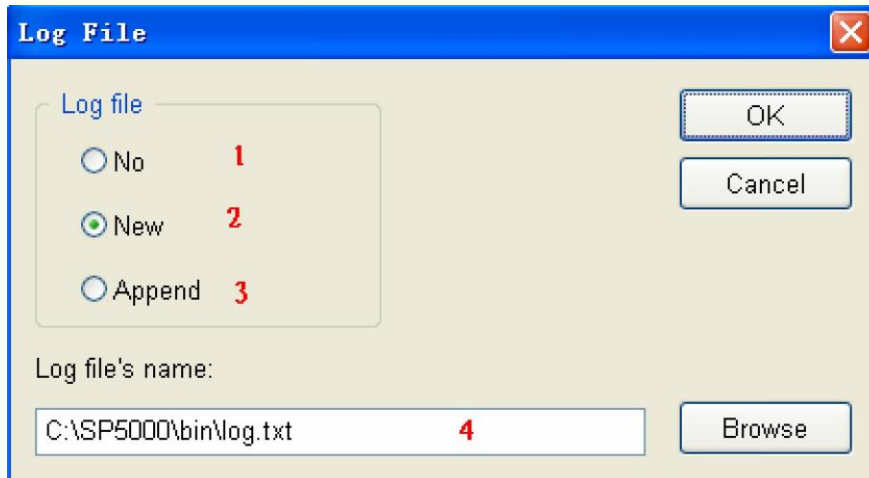 Log File
Log file
OK
No 1
Cancel
New 2
Append 3
Log file's name:
C:\SP5000\bin\log.txt 4
Browse